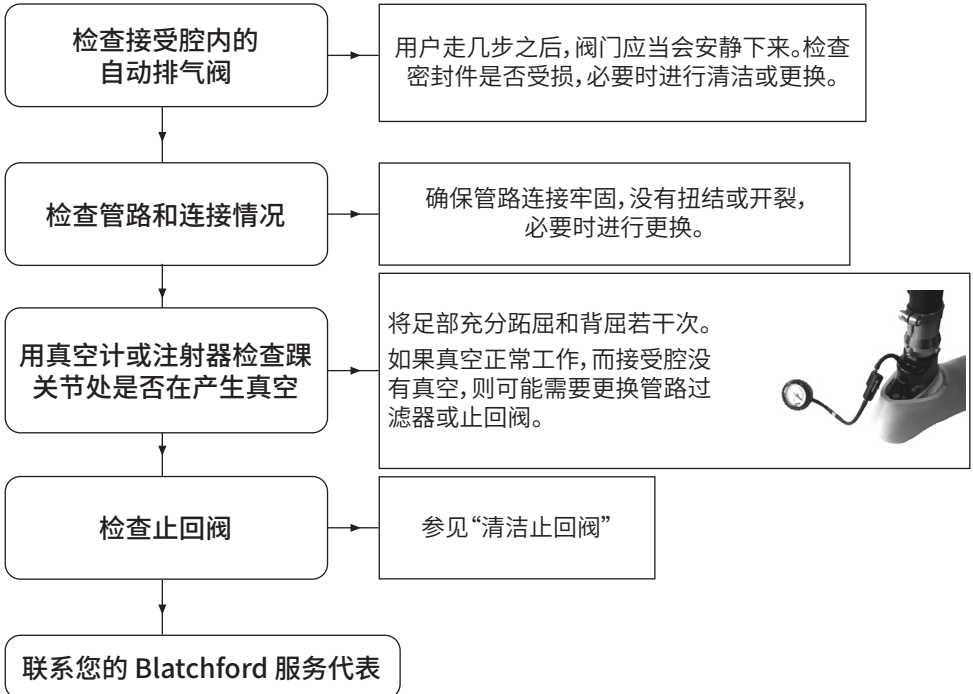 检查接受腔内的
自动排气阀
用户走几步之后，阀门应当会安静下来。检查
密封件是否受损，必要时进行清洁或更换。
检查管路和连接情况
确保管路连接牢固，没有扭结或开裂，
必要时进行更换。
用真空计或注射器检查踝
关节处是否在产生真空
将足部充分跖屈和背屈若干次。
如果真空正常工作，而接受腔没
有真空，则可能需要更换管路过
滤器或止回阀。
检查止回阀
参见“清洁止回阀”
联系您的 Blatchford 服务代表